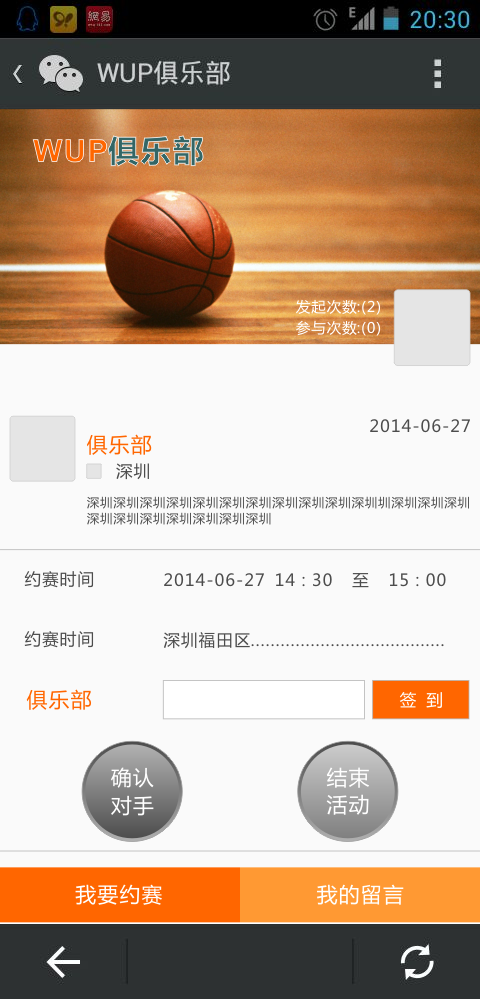 網易
E
20:30
WUP俱乐部
WUP俱乐部
发起次数:(2)
参与次数:(0)
2014-06-27
俱乐部
深圳
深圳深圳深圳深圳深圳深圳深圳深圳深圳深圳深圳圳深圳深圳深圳
深圳深圳深圳深圳深圳深圳深圳
约赛时间
2014-06-27 14 : 30 至 15 : 00
约赛时间
深圳福田区.......................................
俱乐部
签 到
确认
对手
结束
活动
我要约赛
我的留言